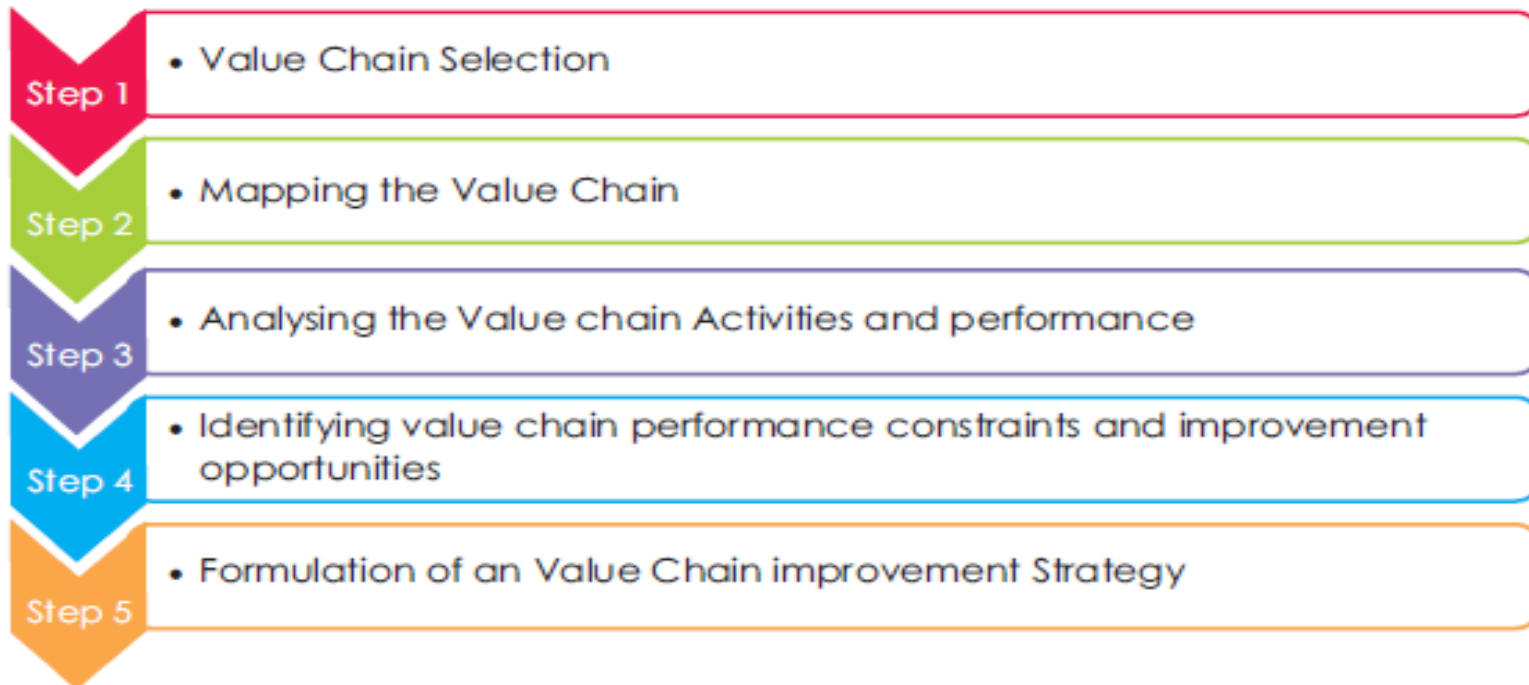 Step 1
• Value Chain Selection
Step 2
• Mapping the Value Chain
Step 3
• Analysing the Value chain Activities and performance
Step 4
• Identifying value chain performance constraints and improvement
opportunities
Step 5
• Formulation of an Value Chain improvement Strategy